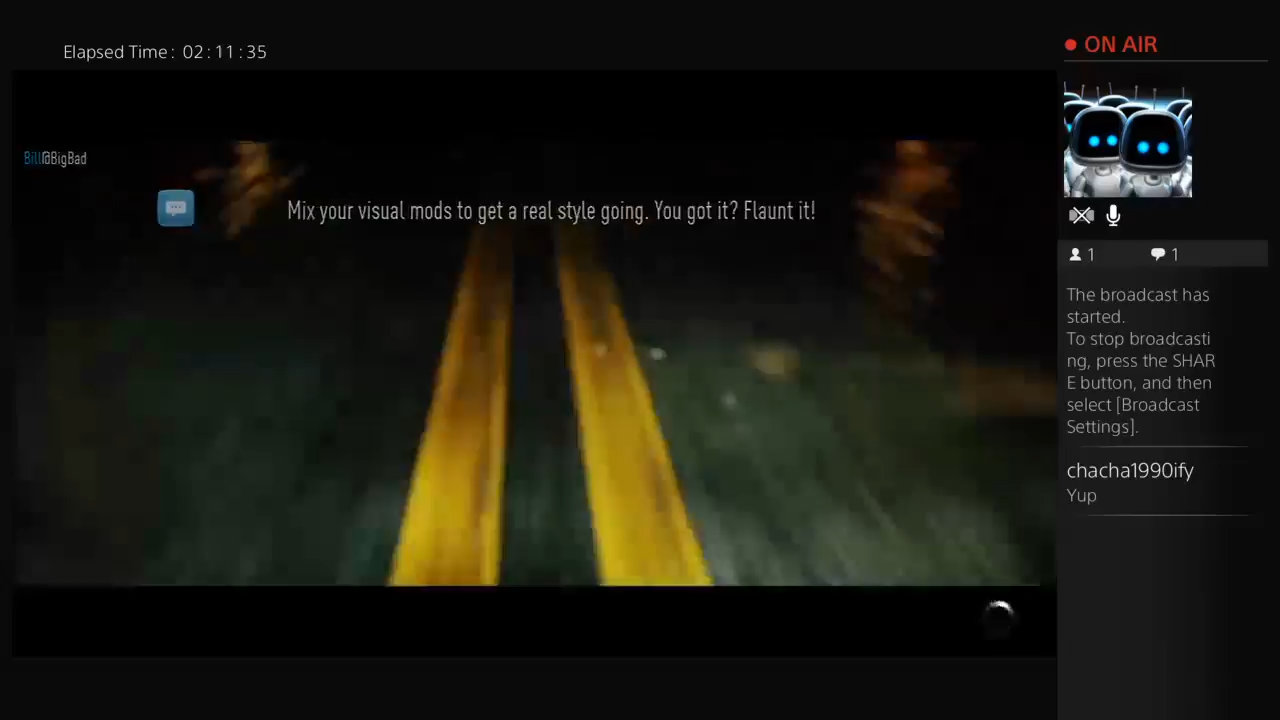 Elapsed Time: 02:11:35
ON AIR
Bill@BigBad
Mix your visual mods to get a real style going. You got it? Flaunt it!
1
1
The broadcast has
started.
To stop broadcasti
ng, press the SHAR
E button, and then
select [Broadcast
Settings].
chacha1990ify
Yup